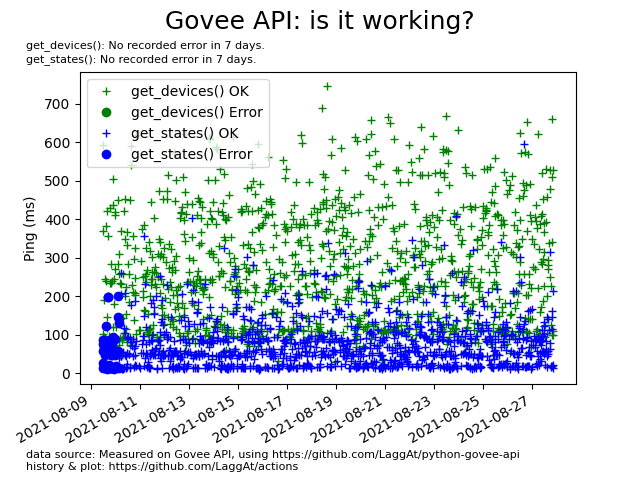 Govee API: is it working?
get_devices(): No recorded error in 7 days.
get_states(): No recorded error in 7 days.
get_devices() OK
get_devices() Error
get_states() OK
get_states() Error
Ping (ms)
700
600
500
400
300
200
100
0
2021-08-09
2021-08-11
2021-08-13
2021-08-15
2021-08-17
2021-08-19
2021-08-21
2021-08-23
2021-08-25
2021-08-27
data source: Measured on Govee API, using https://github.com/LaggAt/python-govee-api
history & plot: https://github.com/LaggAt/actions